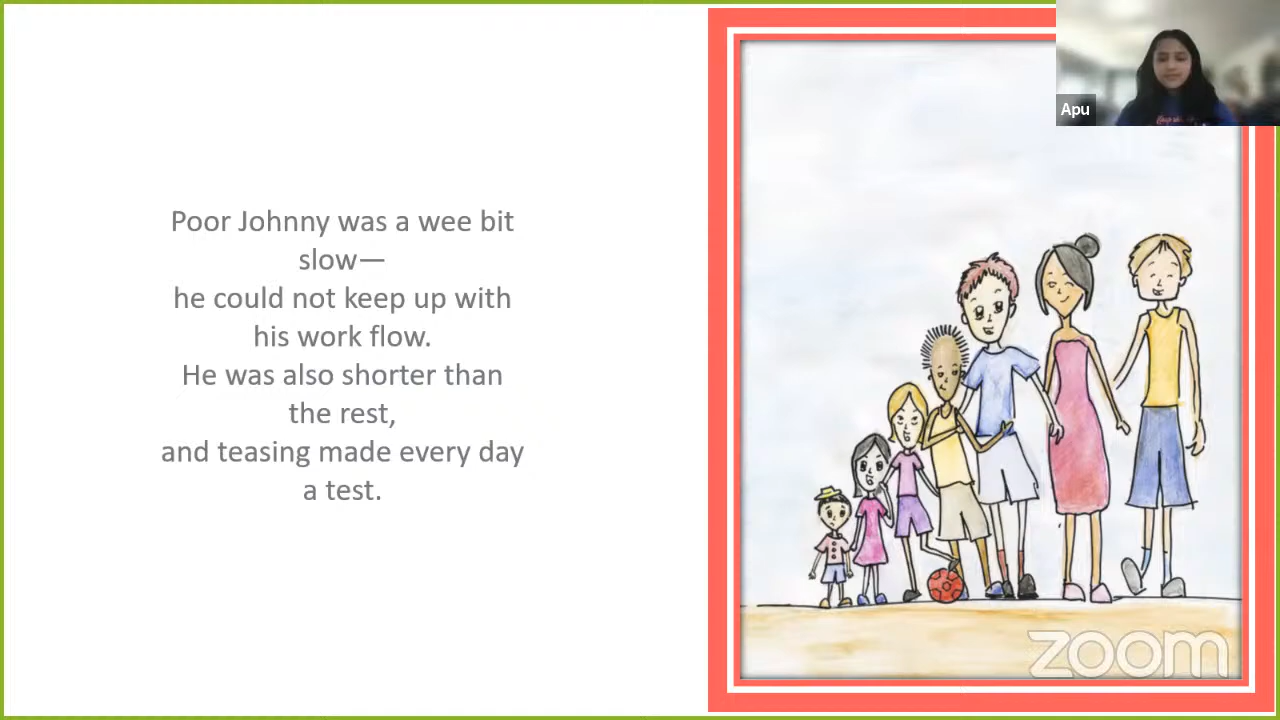 Poor Johnny was a wee bit
slow—
he could not keep up with
his work flow.
He was also shorter than
the rest,
and teasing made every day
a test.
Apu
zoom